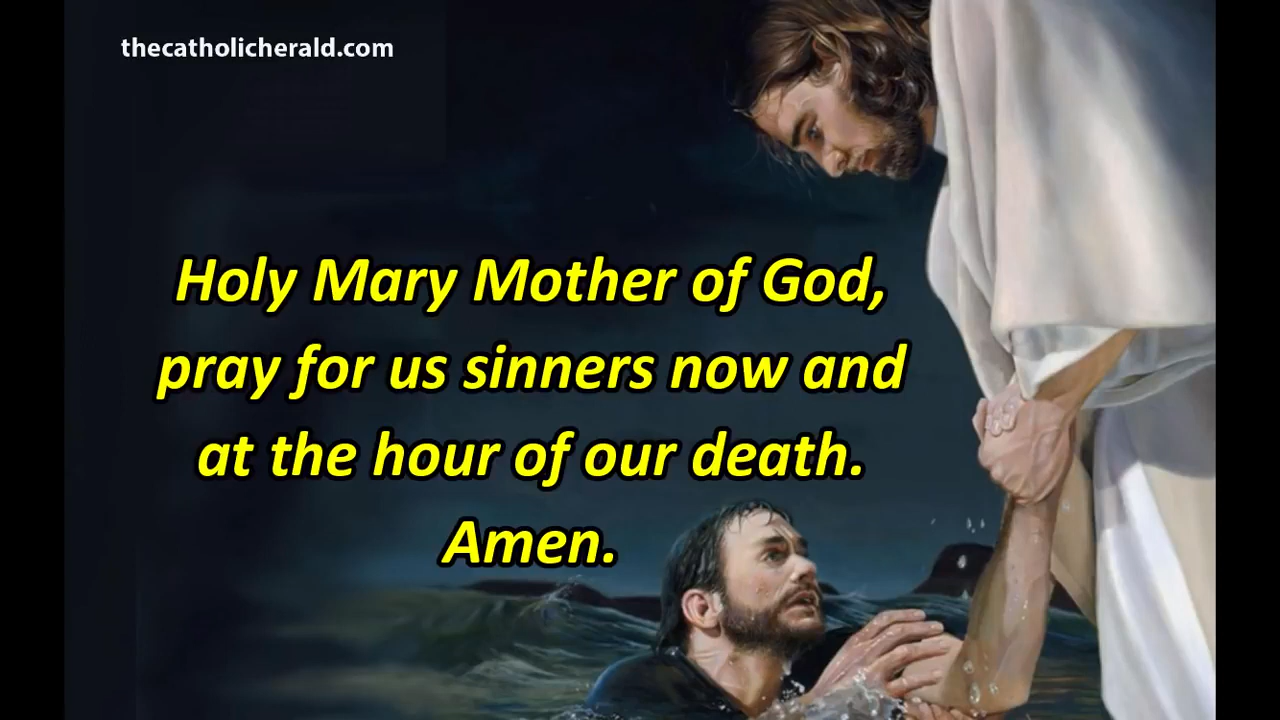 thecatholicherald.com
Holy Mary Mother of God,
pray for us sinners now and
at the hour of our death.
Amen.